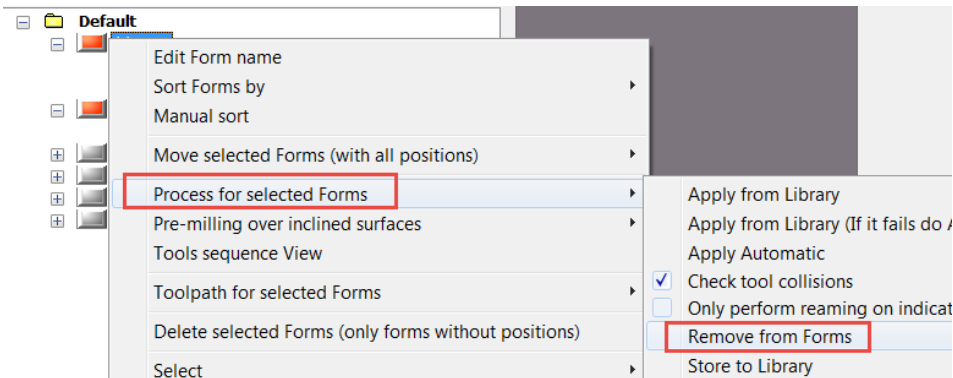 Default
Edit Form name
Sort Forms by
Manual sort
Move selected Forms (with all positions)
Process for selected Forms
Pre-milling over inclined surfaces
Tools sequence View
Toolpath for selected Forms
Delete selected Forms (only forms without positions)
Select
Apply from Library
Apply from Library (If it fails do
Apply Automatic
Check tool collisions
Only perform reaming on indicat
Remove from Forms
Store to Library